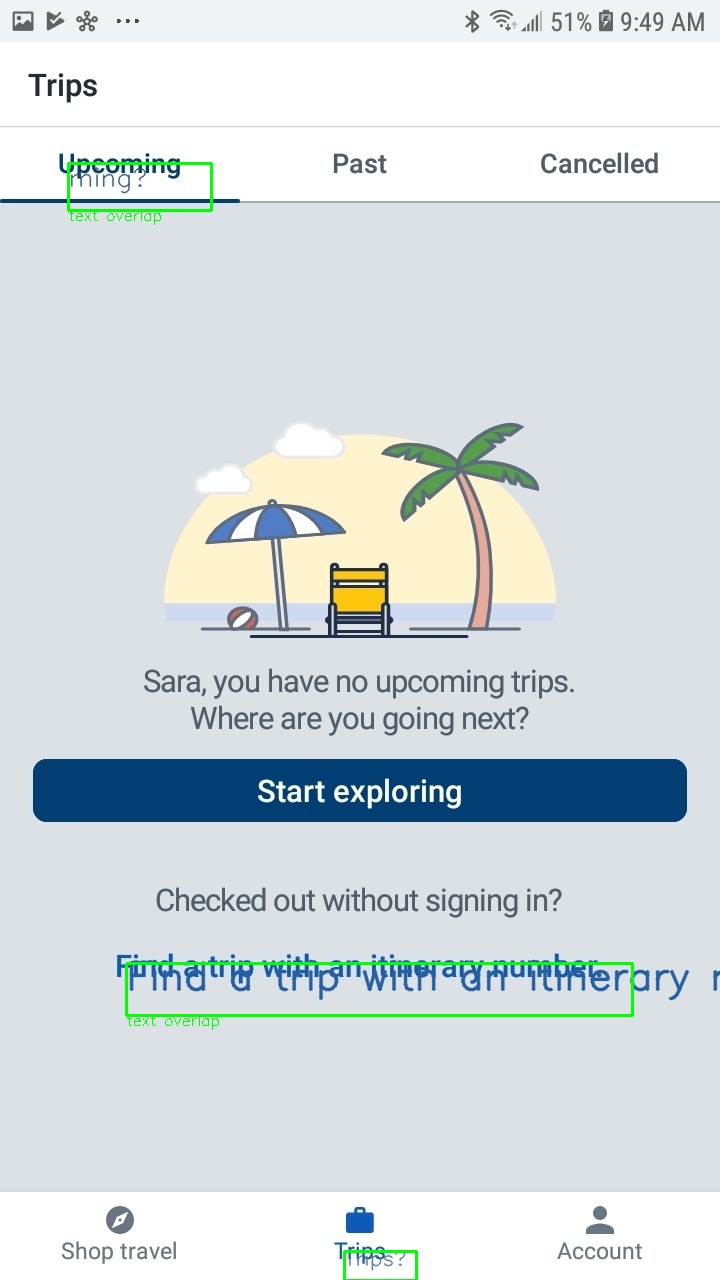 51% 9:49 AM
Trips
Upcoming Past Cancelled
ming?
text overlap
Sara, you have no upcoming trips.
Where are you going next?
Start exploring
Checked out without signing in?
Find a trip with an itinerary number.
Find a trip with an itinerary
text overlap
Shop travel Trips Account
Trips?